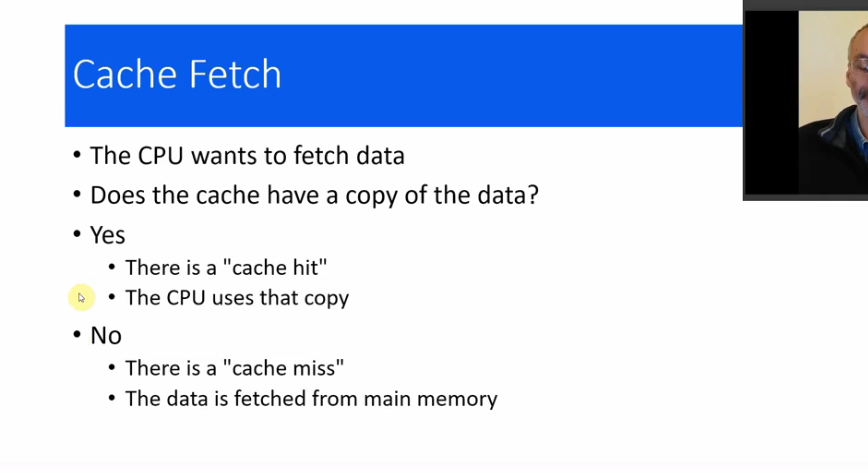 Cache Fetch
• The CPU wants to fetch data
• Does the cache have a copy of the data?
• Yes
• There is a "cache hit"
• The CPU uses that copy
• No
• There is a "cache miss"
• The data is fetched from main memory